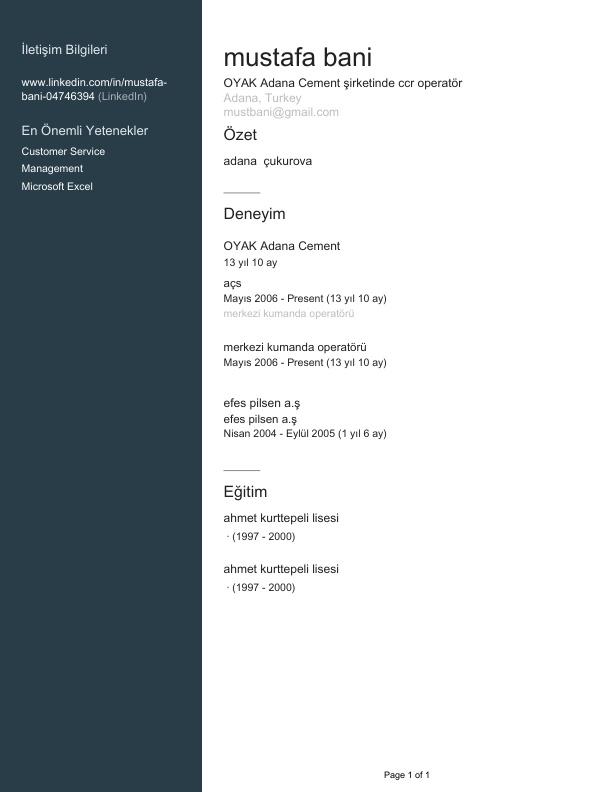 İletişim Bilgileri
www.linkedin.com/in/mustafa-
bani-04746394 (LinkedIn)
En Önemli Yetenekler
Customer Service
Management
Microsoft Excel
mustafa bani
OYAK Adana Cement şirketinde ccr operatör
Adana, Turkey
mustbani@gmail.com
Özet
adana  çukurova
Deneyim
OYAK Adana Cement
13 yıl 10 ay
açs
Mayıs 2006 - Present (13 yıl 10 ay)
merkezi kumanda operatörü
merkezi kumanda operatörü
Mayıs 2006 - Present (13 yıl 10 ay)
efes pilsen a.ş
efes pilsen a.ş
Nisan 2004 - Eylül 2005 (1 yıl 6 ay)
Eğitim
ahmet kurttepeli lisesi
· (1997 - 2000)
ahmet kurttepeli lisesi
· (1997 - 2000)
Page 1 of 1